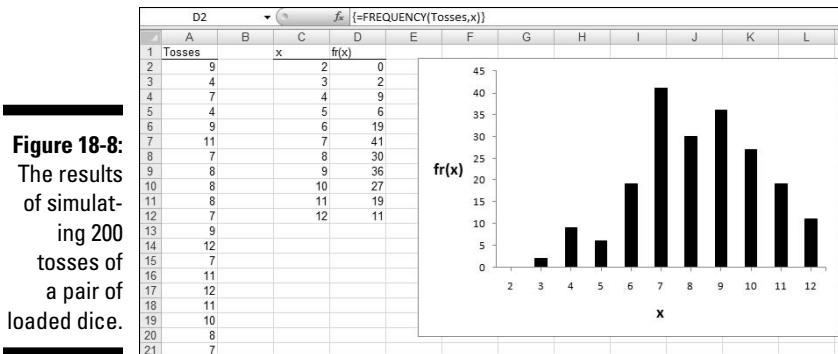 D2 fx {=FREQUENCY(Tosses,x)}
A B C D E F G H I J K L
1 Tosses x fr(x)
2 9 2 0
3 4 3 2
4 7 4 9
5 4 5 6
6 9 6 19
7 11 7 41
8 7 8 30
9 8 9 36
10 8 10 27
11 8 11 19
12 7 12 11
13 9
14 12
15 7
16 11
17 12
18 11
19 10
20 8
21 7
45
40
35
30
25
20
15
10
5
0
fr(x)
2 3 4 5 6 7 8 9 10 11 12
x
Figure 18-8:
The results
of simulat-
ing 200
tosses of
a pair of
loaded dice.